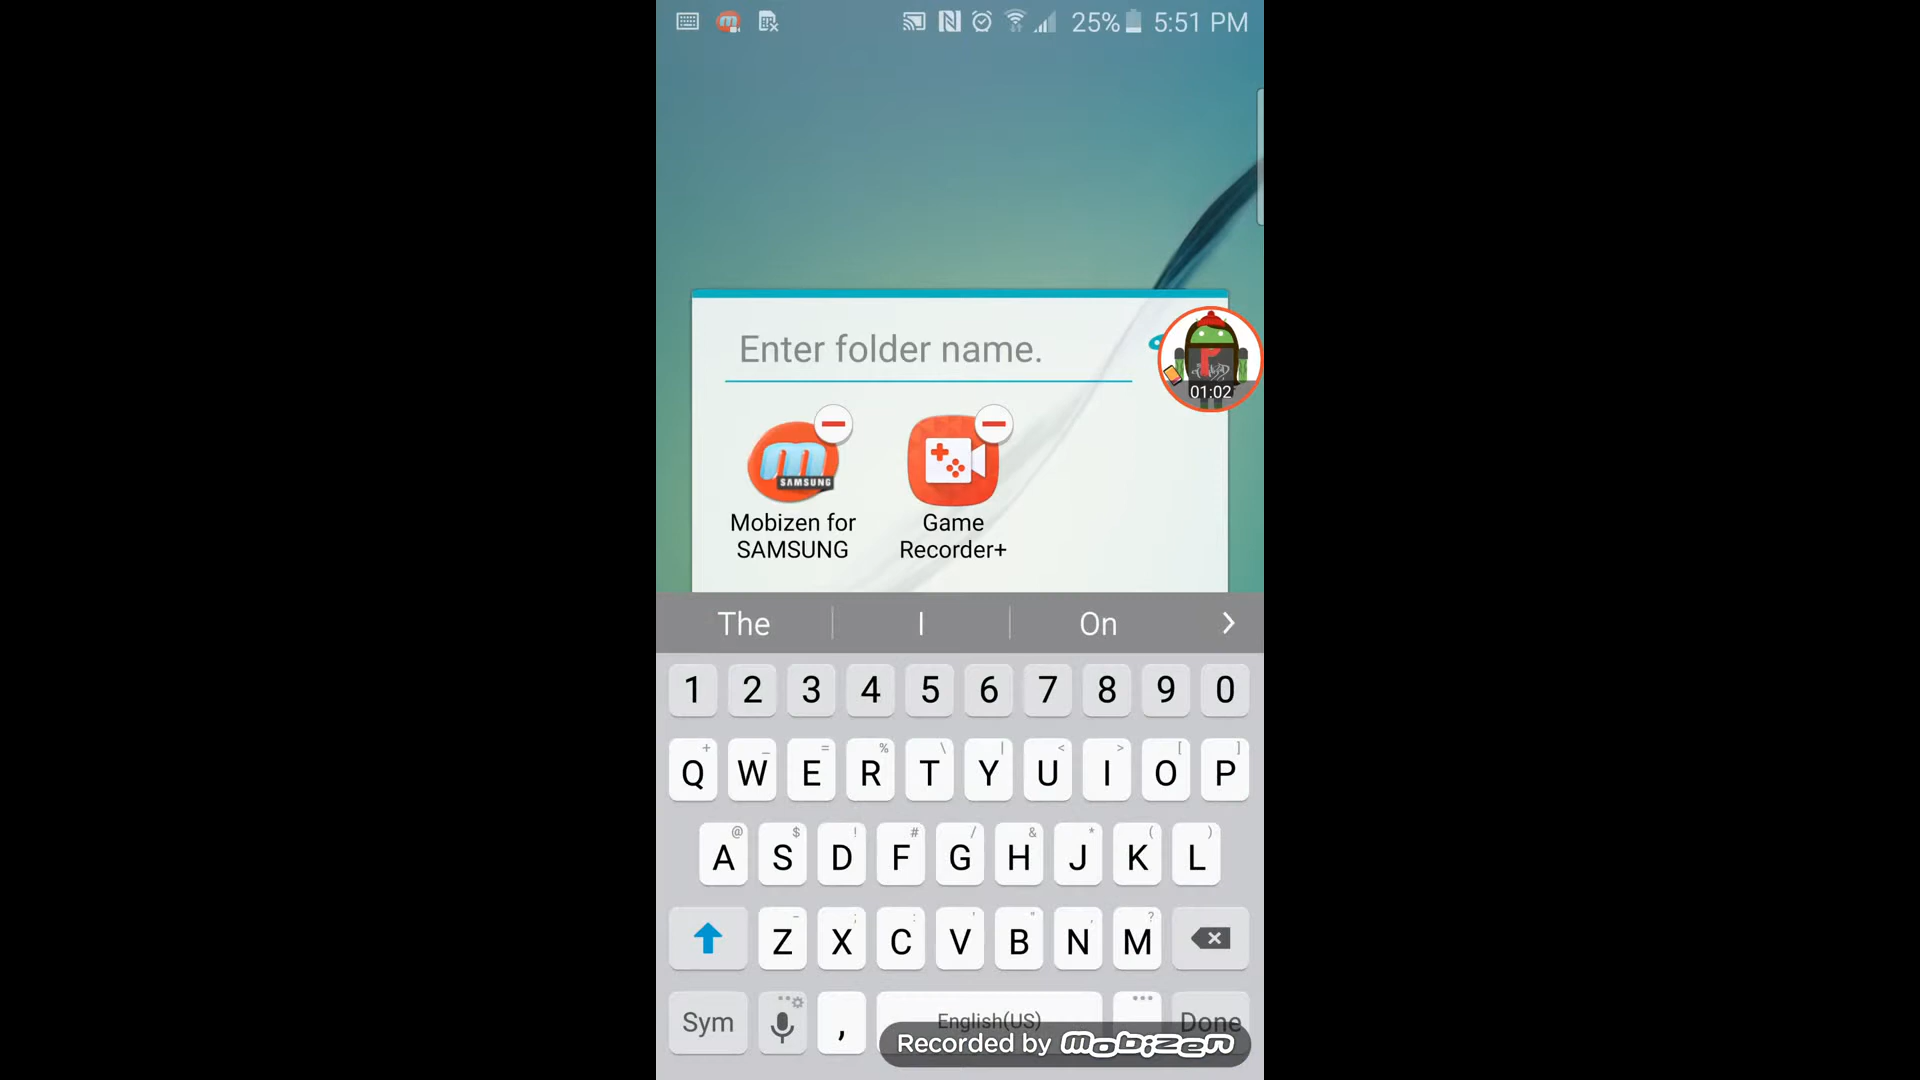 25% 5:51 PM
Enter folder name.
P
01:02
m
SAMSUNG
Mobizen for
SAMSUNG
Game
Recorder+
The I On
1 2 3 4 5 6 7 8 9 0
+ _ = % \ | < > [ ]
Q W E R T Y U I O P
@ $ ! # / & * ( )
A S D F G H J K L
- ; : ' " , ?
Z X C V B N M
Sym , English(US) Done
Recorded by mobizen